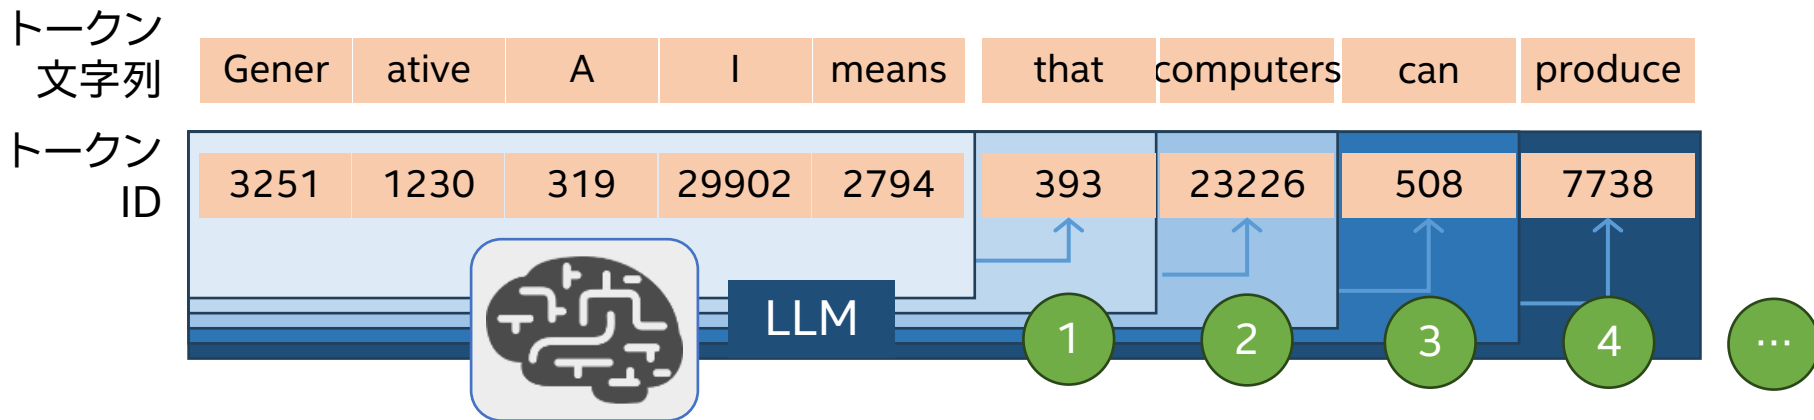 トークン
文字列 Gener ative A I means that computers can produce
トークン
ID 3251 1230 319 29902 2794 393 23226 508 7738
LLM 1 2 3 4 …